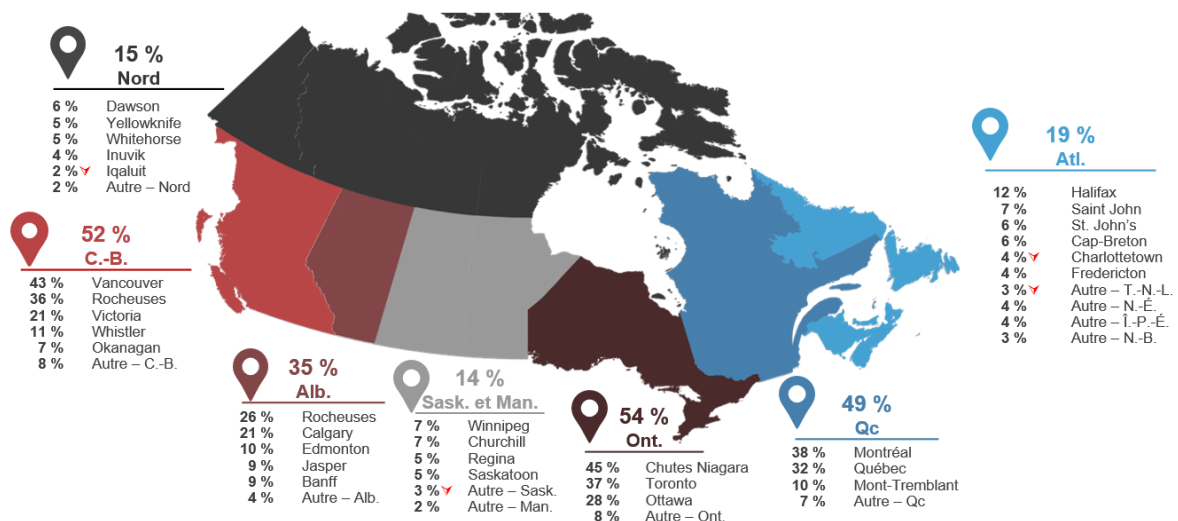 15 %
Nord
6 % Dawson
5 % Yellowknife
5 % Whitehorse
4 % Inuvik
2 % Iqaluit
2 % Autre – Nord
52 %
C.-B.
43 % Vancouver
36 % Rocheuses
21 % Victoria
11 % Whistler
7 % Okanagan
8 % Autre – C.-B.
35 %
Alb.
26 % Rocheuses
21 % Calgary
10 % Edmonton
9 % Jasper
9 % Banff
4 % Autre – Alb.
14 %
Sask. et Man.
7 % Winnipeg
7 % Churchill
5 % Regina
5 % Saskatoon
3 % Autre – Sask.
2 % Autre – Man.
54 %
Ont.
45 % Chutes Niagara
37 % Toronto
28 % Ottawa
8 % Autre – Ont.
49 %
Qc
38 % Montréal
32 % Québec
10 % Mont-Tremblant
7 % Autre – Qc
19 %
Atl.
12 % Halifax
7 % Saint John
6 % St. John's
6 % Cap-Breton
4 % Charlottetown
4 % Fredericton
3 % Autre – T.-N.-L.
4 % Autre – N.-É.
4 % Autre – Î.-P.-É.
3 % Autre – N.-B.